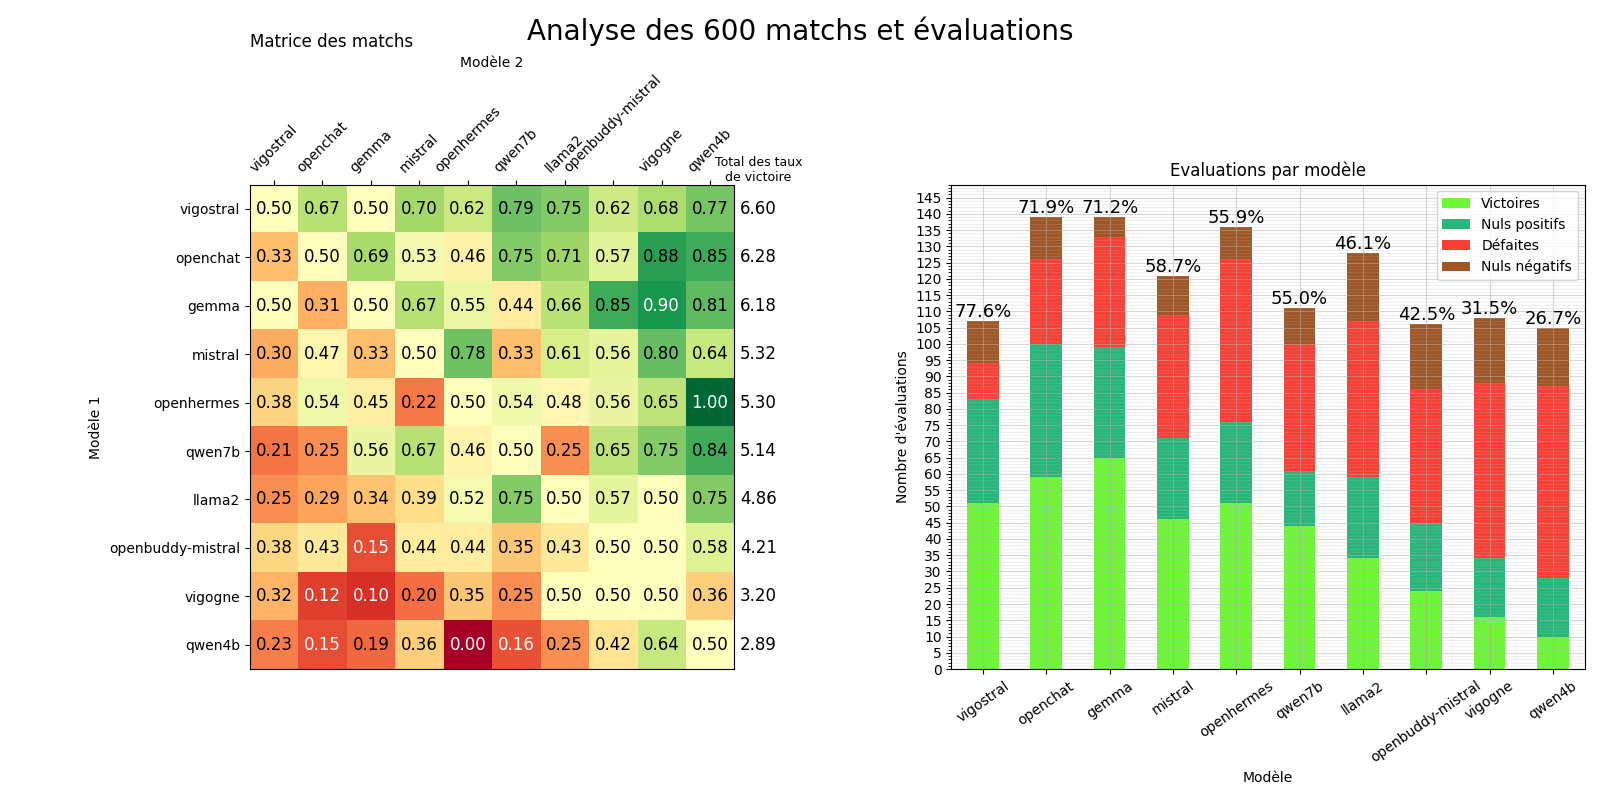 Analyse des 600 matchs et évaluations
Matrice des matchs
Modèle 2
vigostral openchat gemma mistral openhermes qwen7b llama2 openbuddy-mistral vigogne qwen4b
Total des taux
de victoire
Modèle 1
vigostral 0.50 0.67 0.50 0.70 0.62 0.79 0.75 0.62 0.68 0.77 6.60
openchat 0.33 0.50 0.69 0.53 0.46 0.75 0.71 0.57 0.88 0.85 6.28
gemma 0.50 0.31 0.50 0.67 0.55 0.44 0.66 0.85 0.90 0.81 6.18
mistral 0.30 0.47 0.33 0.50 0.78 0.33 0.61 0.56 0.80 0.64 5.32
openhermes 0.38 0.54 0.45 0.22 0.50 0.54 0.48 0.56 0.65 1.00 5.30
qwen7b 0.21 0.25 0.56 0.67 0.46 0.50 0.25 0.65 0.75 0.84 5.14
llama2 0.25 0.29 0.34 0.39 0.52 0.75 0.50 0.57 0.50 0.75 4.86
openbuddy-mistral 0.38 0.43 0.15 0.44 0.44 0.35 0.43 0.50 0.50 0.58 4.21
vigogne 0.32 0.12 0.10 0.20 0.35 0.25 0.50 0.50 0.50 0.36 3.20
qwen4b 0.23 0.15 0.19 0.36 0.00 0.16 0.25 0.42 0.64 0.50 2.89
Evaluations par modèle
Nombre d'évaluations
145
140
135
130
125
120
115
110
105
100
95
90
85
80
75
70
65
60
55
50
45
40
35
30
25
20
15
10
5
0
77.6% 71.9% 71.2% 58.7% 55.9% 55.0% 46.1% 42.5% 31.5% 26.7%
Victoires
Nuls positifs
Défaites
Nuls négatifs
vigostral openchat gemma mistral openhermes qwen7b llama2 openbuddy-mistral vigogne qwen4b
Modèle